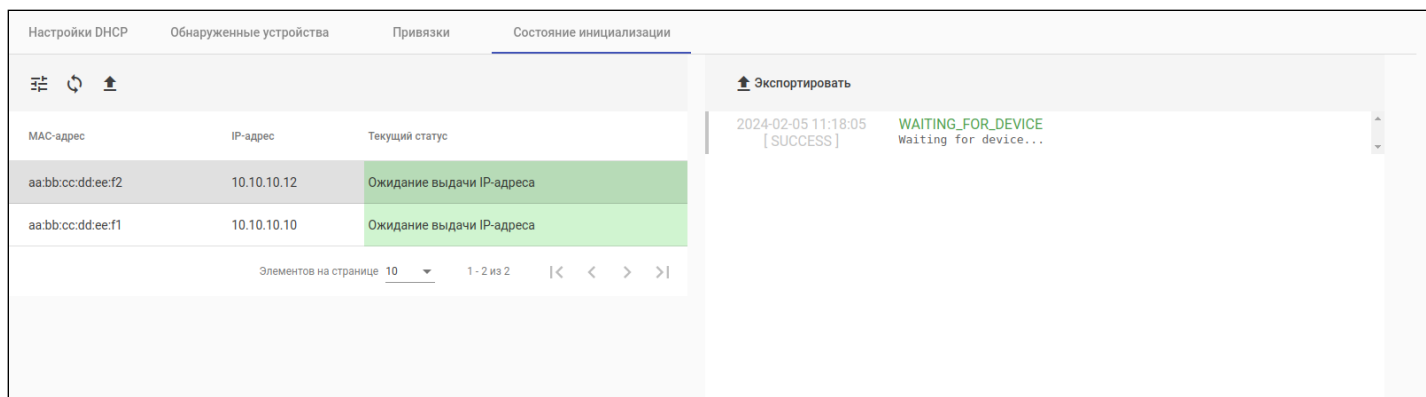 Настройки DHCP Обнаруженные устройства Привязки Состояние инициализации
Экспортировать
MAC-адрес IP-адрес Текущий статус
aa:bb:cc:dd:ee:f2 10.10.10.12 Ожидание выдачи IP-адреса
aa:bb:cc:dd:ee:f1 10.10.10.10 Ожидание выдачи IP-адреса
Элементов на странице 10 1 - 2 из 2
2024-02-05 11:18:05 WAITING_FOR_DEVICE
[ SUCCESS ] Waiting for device...